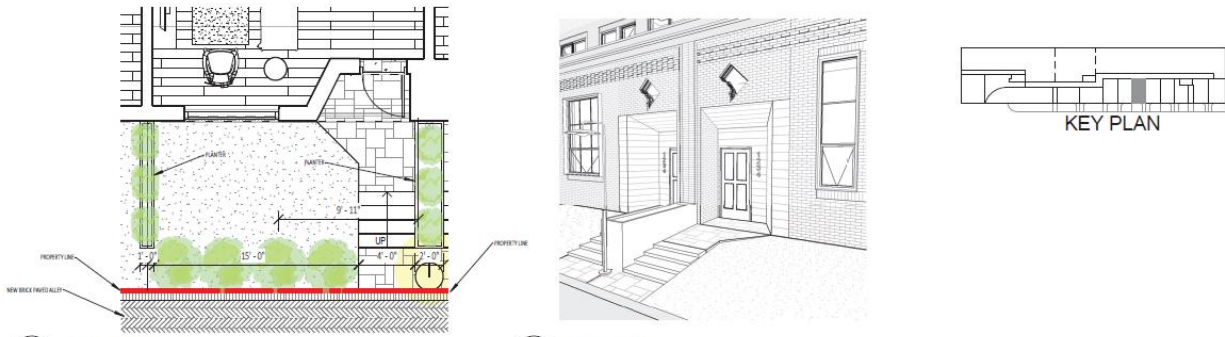 PLANTER
PLANTER
9' - 11"
UP
PROPERTY LINE
PROPERTY LINE
1' - 0"
15' - 0"
4' - 0"
2' - 0"
NEW BRICK PAVED ALLEY
KEY PLAN